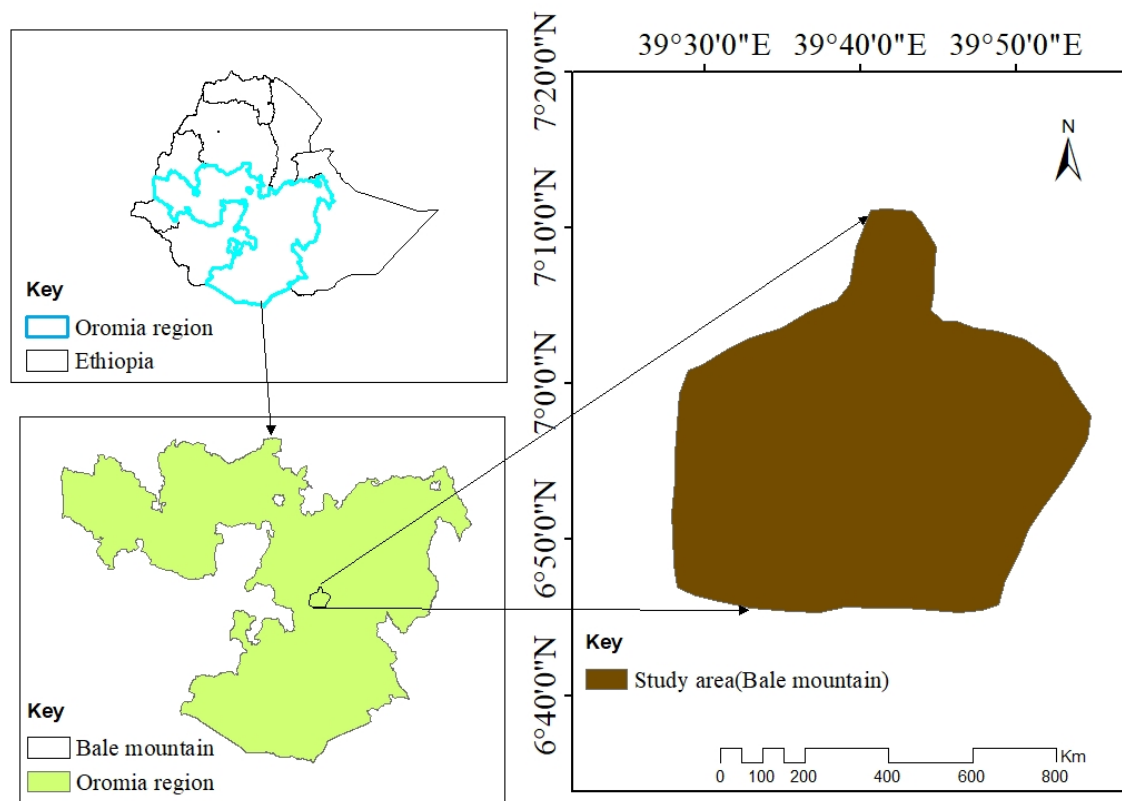 Key
Oromia region
Ethiopia
Key
Bale mountain
Oromia region
39°30'0"E 39°40'0"E 39°50'0"E
7°20'0"N
7°10'0"N
7°0'0"N
6°50'0"N
6°40'0"N
N
Key
Study area(Bale mountain)
Km
0 100 200 400 600 800